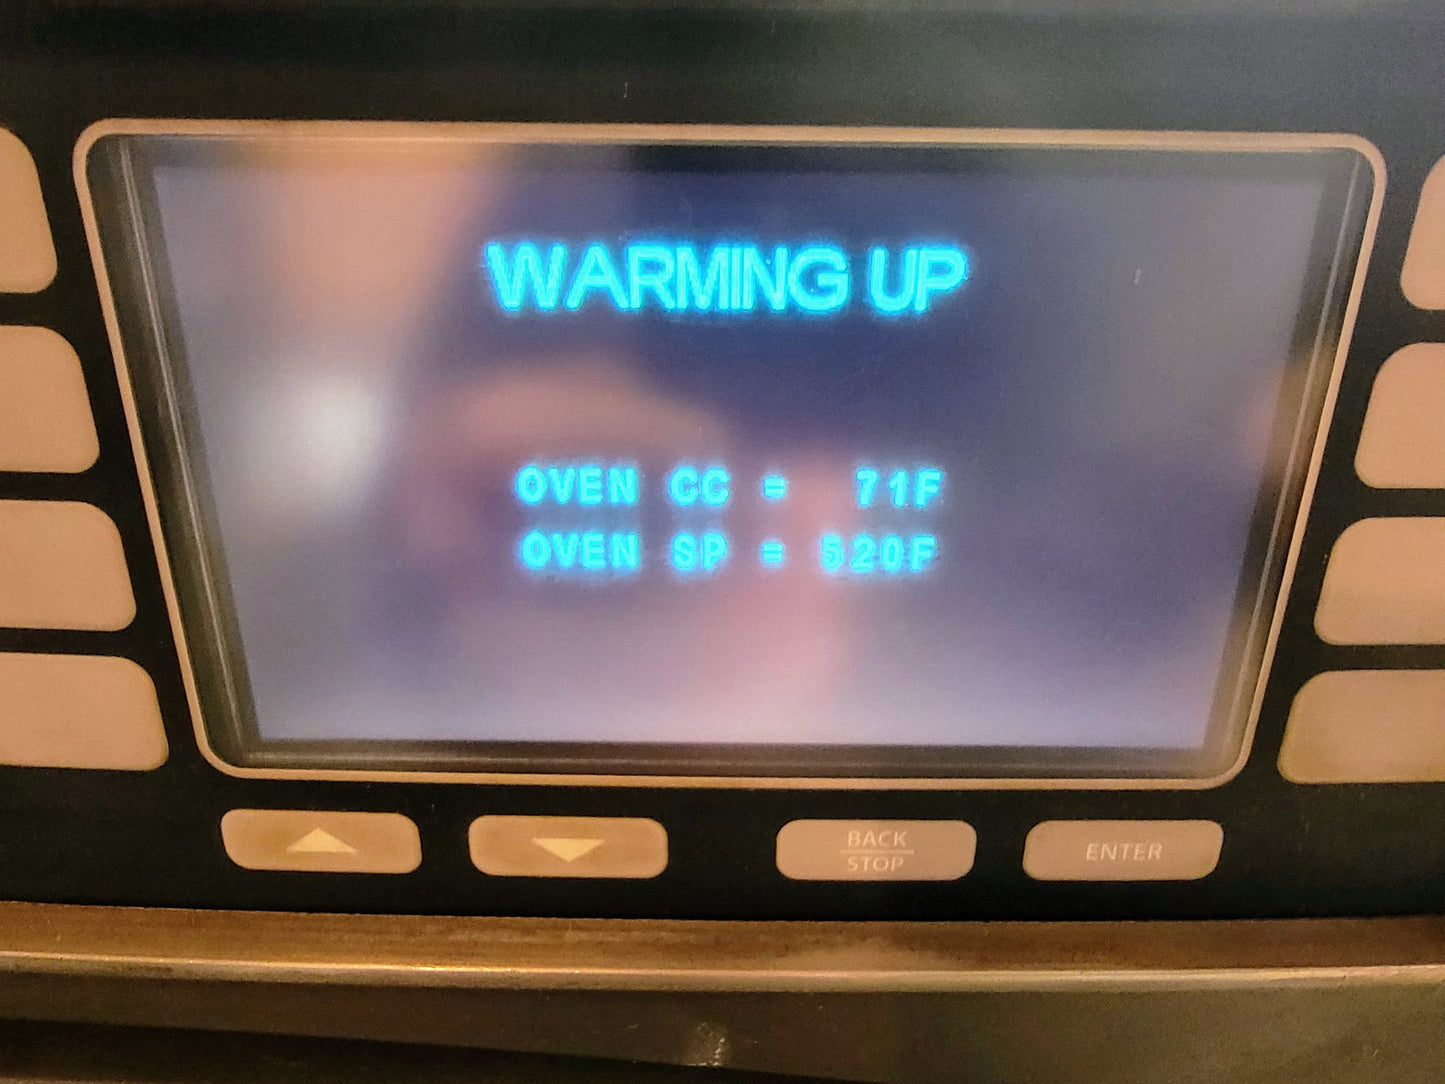 WARMING UP
OVEN CC = 71F
OVEN SP = 520F
BACK
STOP
ENTER